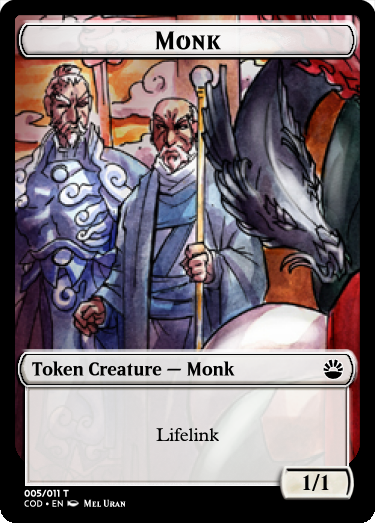 Monk
Token Creature — Monk
Lifelink
1/1
005/011 T
COD • EN Mel Uran